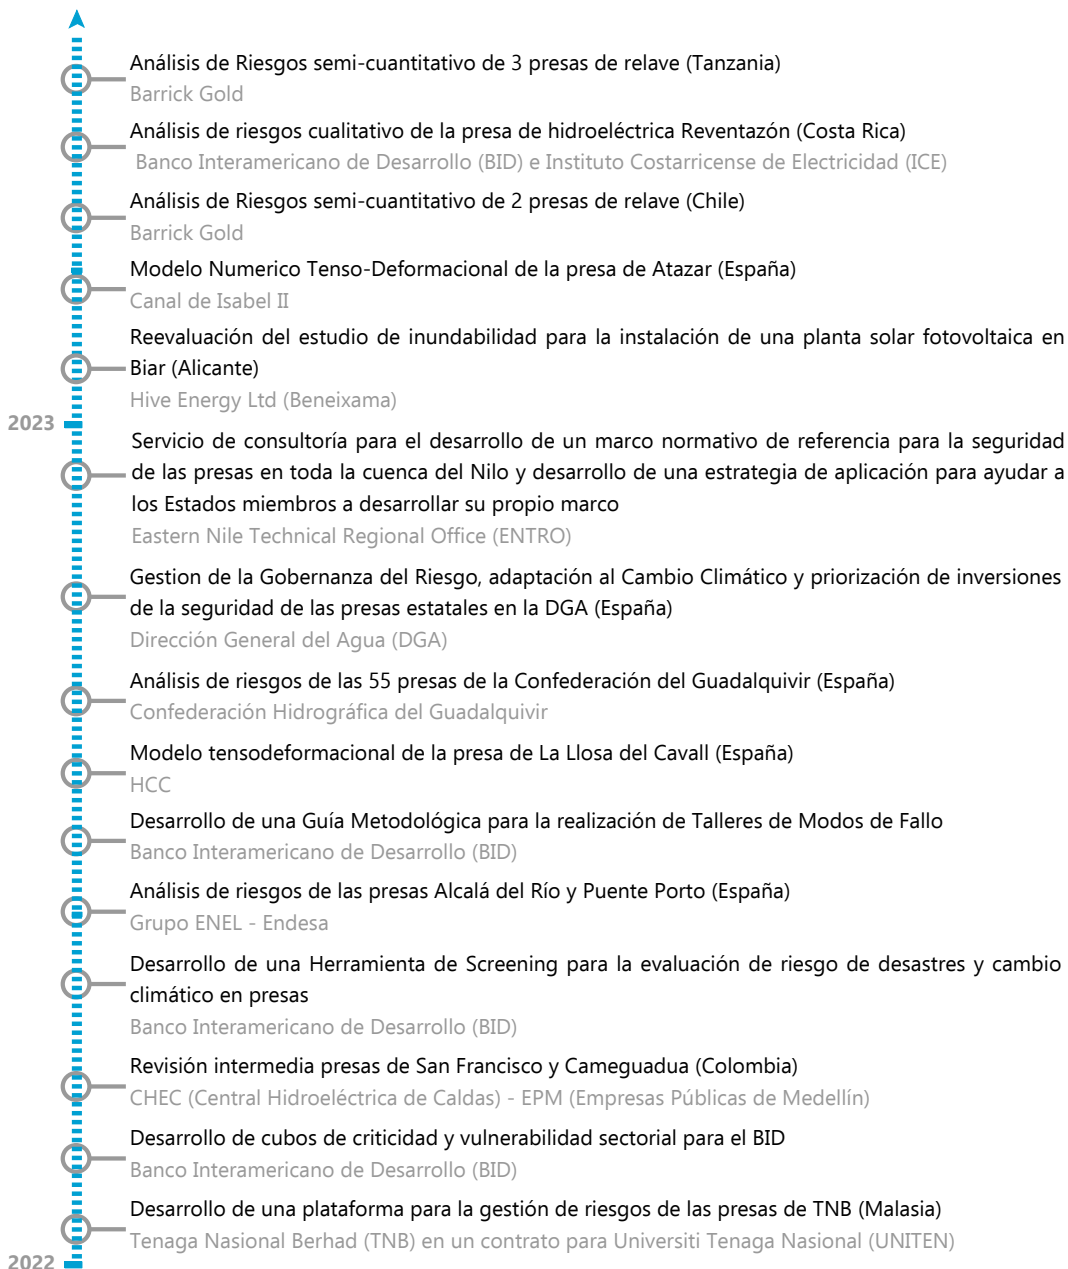 Análisis de Riesgos semi-cuantitativo de 3 presas de relave (Tanzania)
Barrick Gold
Análisis de riesgos cualitativo de la presa de hidroeléctrica Reventazón (Costa Rica)
Banco Interamericano de Desarrollo (BID) e Instituto Costarricense de Electricidad (ICE)
Análisis de Riesgos semi-cuantitativo de 2 presas de relave (Chile)
Barrick Gold
Modelo Numerico Tenso-Deformacional de la presa de Atazar (España)
Canal de Isabel II
Reevaluación del estudio de inundabilidad para la instalación de una planta solar fotovoltaica en
Biar (Alicante)
Hive Energy Ltd (Beneixama)
2023
Servicio de consultoría para el desarrollo de un marco normativo de referencia para la seguridad
de las presas en toda la cuenca del Nilo y desarrollo de una estrategia de aplicación para ayudar a
los Estados miembros a desarrollar su propio marco
Eastern Nile Technical Regional Office (ENTRO)
Gestion de la Gobernanza del Riesgo, adaptación al Cambio Climático y priorización de inversiones
de la seguridad de las presas estatales en la DGA (España)
Dirección General del Agua (DGA)
Análisis de riesgos de las 55 presas de la Confederación del Guadalquivir (España)
Confederación Hidrográfica del Guadalquivir
Modelo tensodeformacional de la presa de La Llosa del Cavall (España)
HCC
Desarrollo de una Guía Metodológica para la realización de Talleres de Modos de Fallo
Banco Interamericano de Desarrollo (BID)
Análisis de riesgos de las presas Alcalá del Río y Puente Porto (España)
Grupo ENEL - Endesa
Desarrollo de una Herramienta de Screening para la evaluación de riesgo de desastres y cambio
climático en presas
Banco Interamericano de Desarrollo (BID)
Revisión intermedia presas de San Francisco y Cameguadua (Colombia)
CHEC (Central Hidroeléctrica de Caldas) - EPM (Empresas Públicas de Medellín)
Desarrollo de cubos de criticidad y vulnerabilidad sectorial para el BID
Banco Interamericano de Desarrollo (BID)
Desarrollo de una plataforma para la gestión de riesgos de las presas de TNB (Malasia)
Tenaga Nasional Berhad (TNB) en un contrato para Universiti Tenaga Nasional (UNITEN)
2022